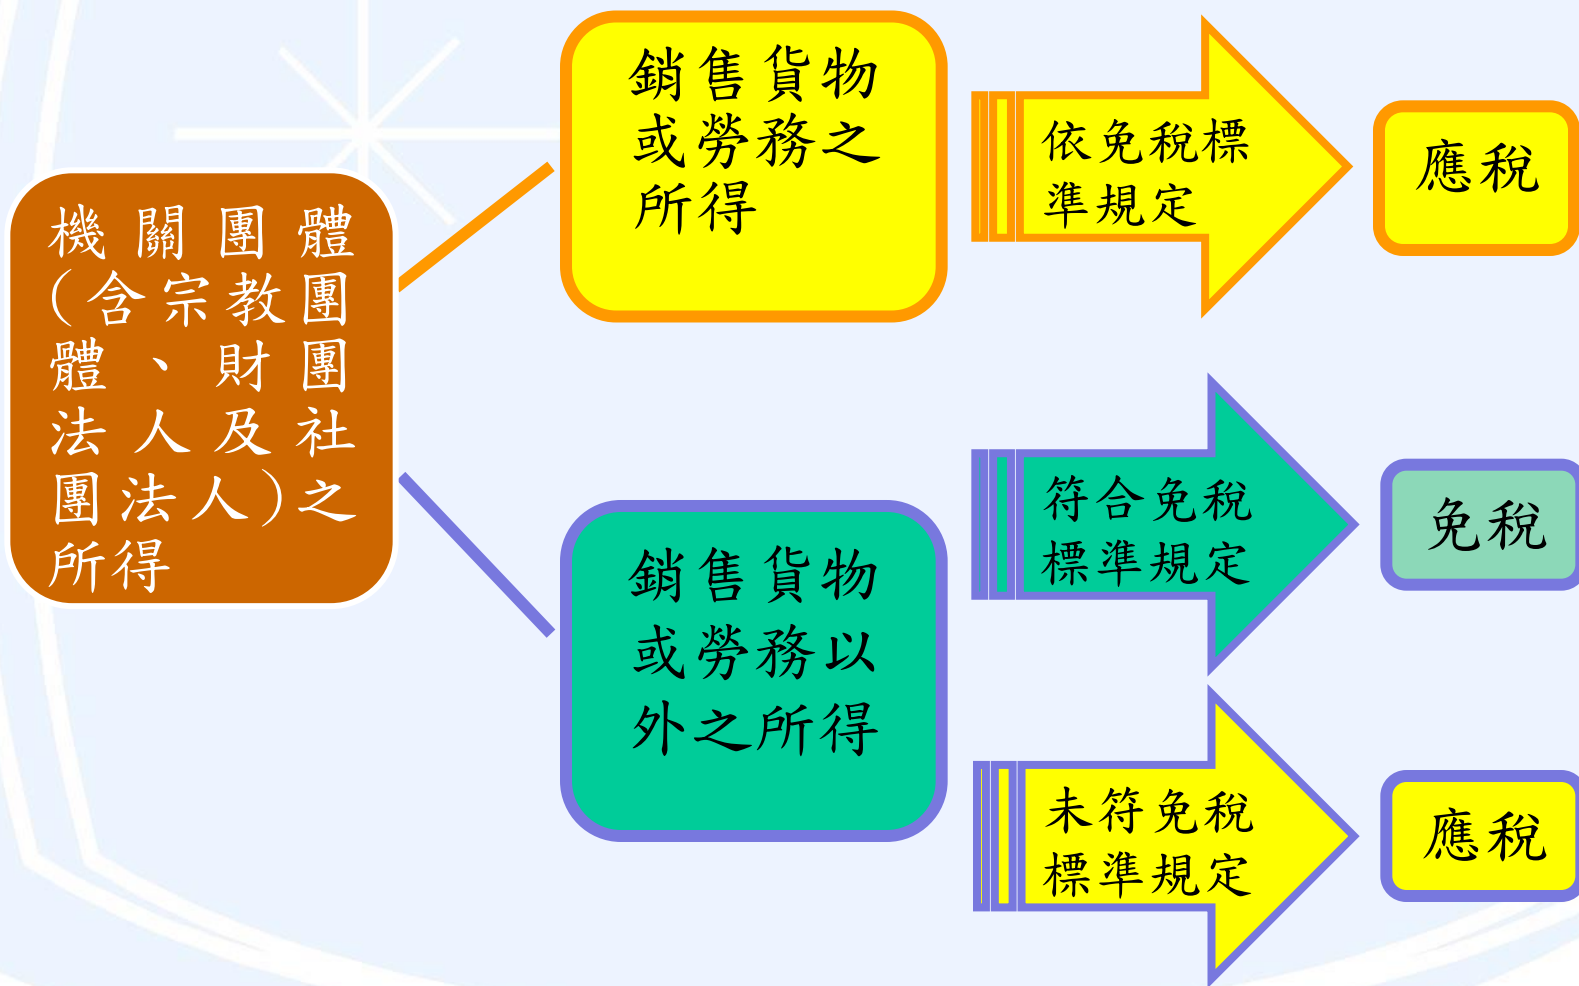 機關團體
(含宗教團
體、財團
法人及社
團法人)之
所得
銷售貨物
或勞務之
所得
依免稅標
準規定
應稅
銷售貨物
或勞務以
外之所得
符合免稅
標準規定
免稅
未符免稅
標準規定
應稅